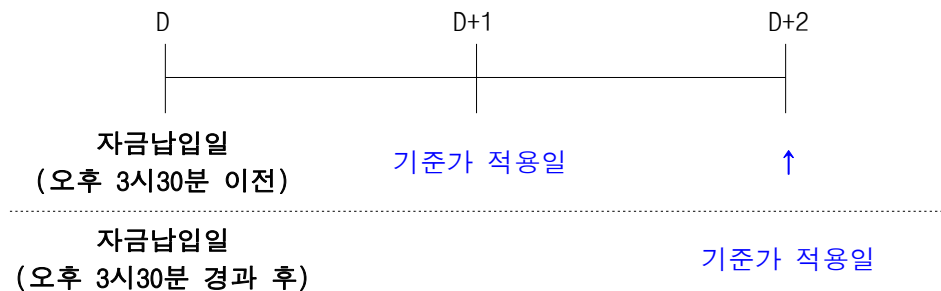 D D+1 D+2
자금납입일
(오후 3시30분 이전)
기준가 적용일
↑
자금납입일
(오후 3시30분 경과 후)
기준가 적용일